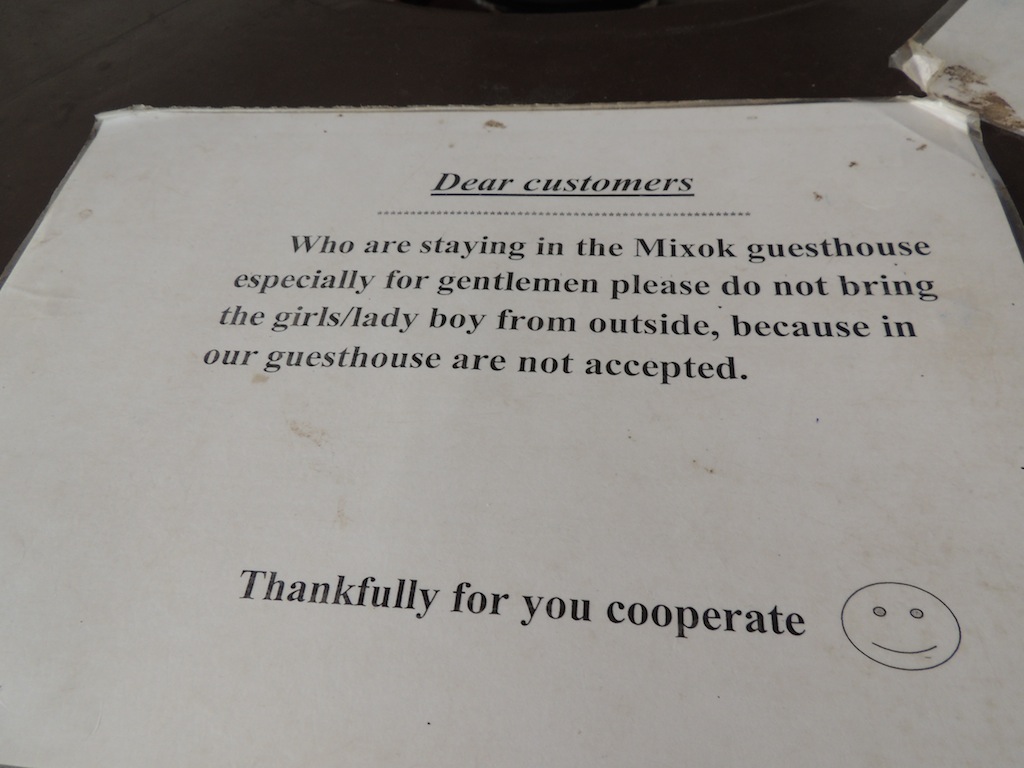 Dear customers
Who are staying in the Mixok guesthouse
especially for gentlemen please do not bring
the girls/lady boy from outside, because in
our guesthouse are not accepted.
Thankfully for you cooperate